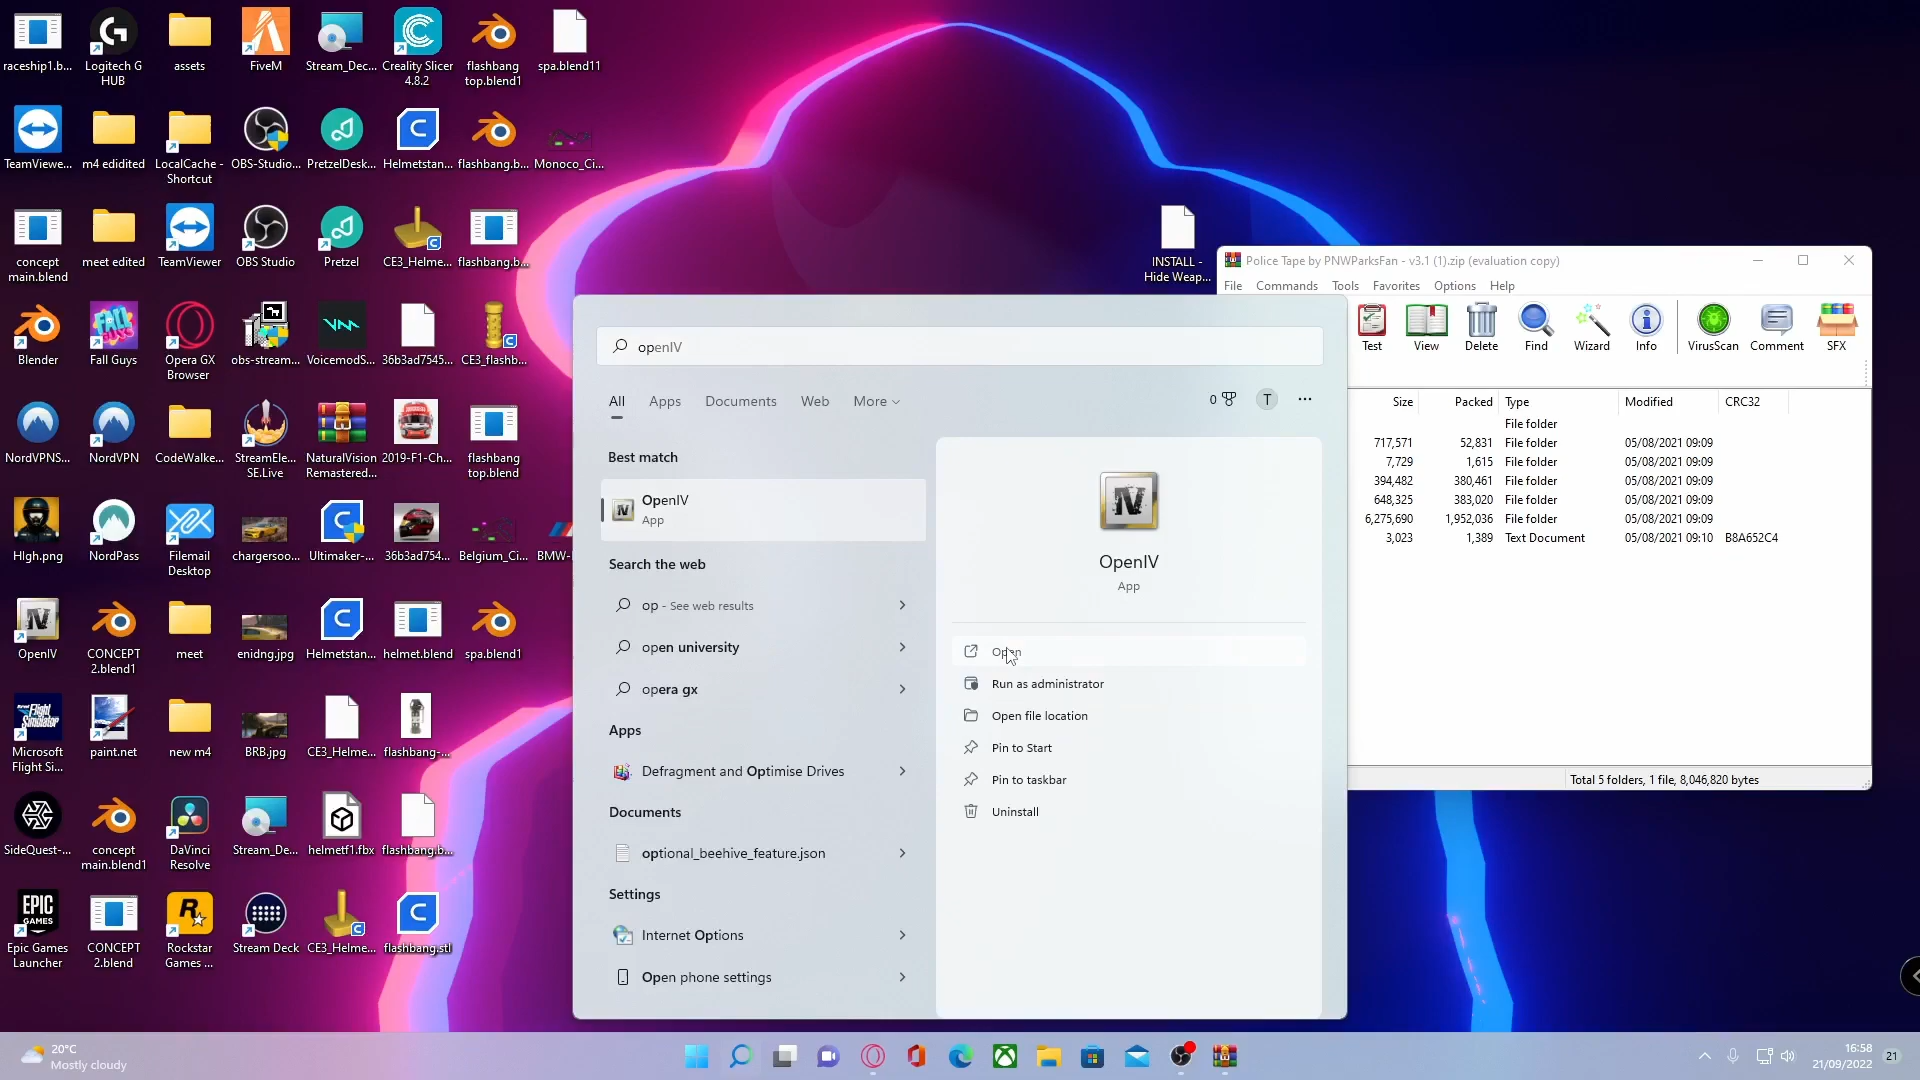 raceship1.b...
Logitech G
HUB
assets
FiveM
Stream_Dec...
Creality Slicer
4.8.2
flashbang
top.blend1
spa.blend11
TeamViewe...
m4 edidited
LocalCache -
Shortcut
OBS-Studio...
PretzelDesk...
Helmetstan...
flashbang.b...
Monoco_Ci...
concept
main.blend
meet edited
TeamViewer
OBS Studio
Pretzel
CE3_Helme...
flashbang.b...
INSTALL -
Hide Weap...
Blender
Fall Guys
Opera GX
Browser
obs-stream...
VoicemodS...
36b3ad7545...
CE3_flashb...
NordVPNS...
NordVPN
CodeWalke...
StreamEle...
SE.Live
NaturalVision
Remastered...
2019-F1-Ch...
flashbang
top.blend
HIgh.png
NordPass
Filemail
Desktop
chargersoo...
Ultimaker-...
36b3ad754...
Belgium_Ci...
BMW-
OpenIV
CONCEPT
2.blend1
meet
enidng.jpg
Helmetstan...
helmet.blend
spa.blend1
Microsoft
Flight Si...
paint.net
new m4
BRB.jpg
CE3_Helme...
flashbang-...
SideQuest-...
concept
main.blend1
DaVinci
Resolve
Stream_De...
helmetf1.fbx
flashbang.b...
EPIC
GAMES
Epic Games
Launcher
CONCEPT
2.blend
Rockstar
Games ...
Stream Deck
CE3_Helme...
flashbang.stl
Police Tape by PNWParksFan - v3.1 (1).zip (evaluation copy)
File Commands Tools Favorites Options Help
Test View Delete Find Wizard Info VirusScan Comment SFX
Size Packed Type Modified CRC32
File folder
717,571 52,831 File folder 05/08/2021 09:09
7,729 1,615 File folder 05/08/2021 09:09
394,482 380,461 File folder 05/08/2021 09:09
648,325 383,020 File folder 05/08/2021 09:09
6,275,690 1,952,036 File folder 05/08/2021 09:09
3,023 1,389 Text Document 05/08/2021 09:10 B8A652C4
Total 5 folders, 1 file, 8,046,820 bytes
openIV
All Apps Documents Web More
0 T ...
Best match
OpenIV
App
Search the web
op - See web results
open university
opera gx
Apps
Defragment and Optimise Drives
Documents
optional_beehive_feature.json
Settings
Internet Options
Open phone settings
OpenIV
App
Open
Run as administrator
Open file location
Pin to Start
Pin to taskbar
Uninstall
20°C
Mostly cloudy
16:58
21/09/2022
21